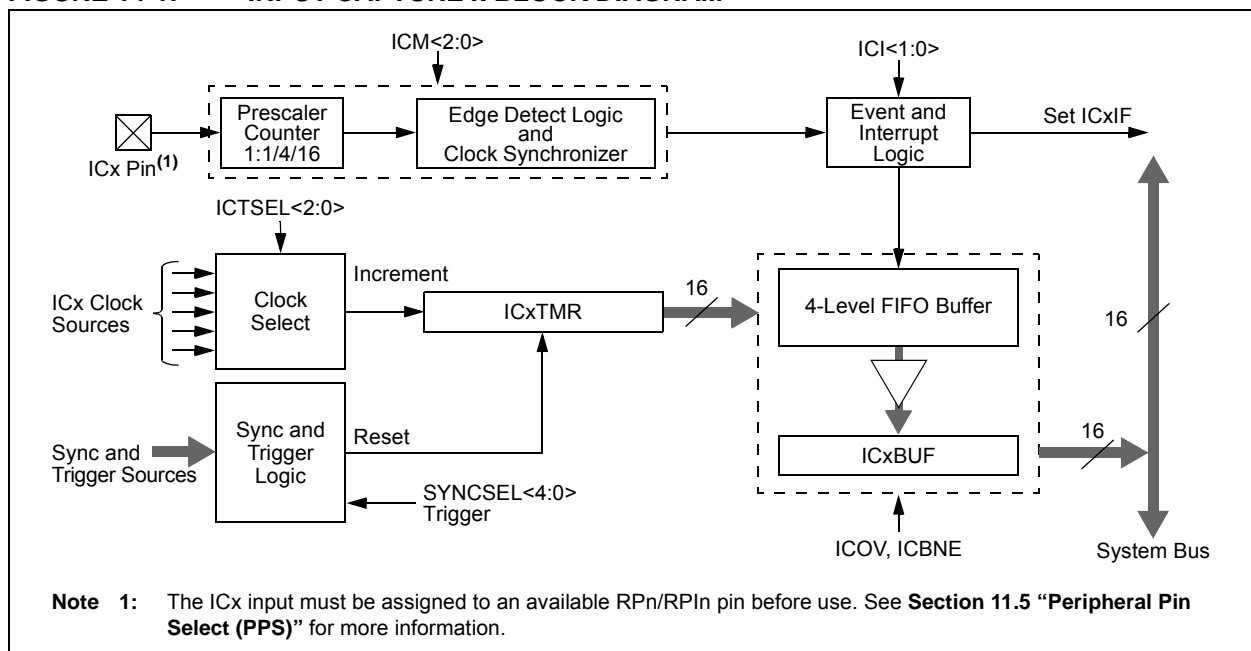 ICM<2:0>
ICI<1:0>
Prescaler
Counter
1:1/4/16
Edge Detect Logic
and
Clock Synchronizer
Event and
Interrupt
Logic
Set ICxIF
ICx Pin(1)
ICTSEL<2:0>
ICx Clock
Sources
Clock
Select
Increment
ICxTMR
16
4-Level FIFO Buffer
16
Sync and
Trigger Sources
Sync and
Trigger
Logic
Reset
SYNCSEL<4:0>
Trigger
ICxBUF
16
ICOV, ICBNE
System Bus
Note 1: The ICx input must be assigned to an available RPn/RPIn pin before use. See Section 11.5 “Peripheral Pin
Select (PPS)” for more information.